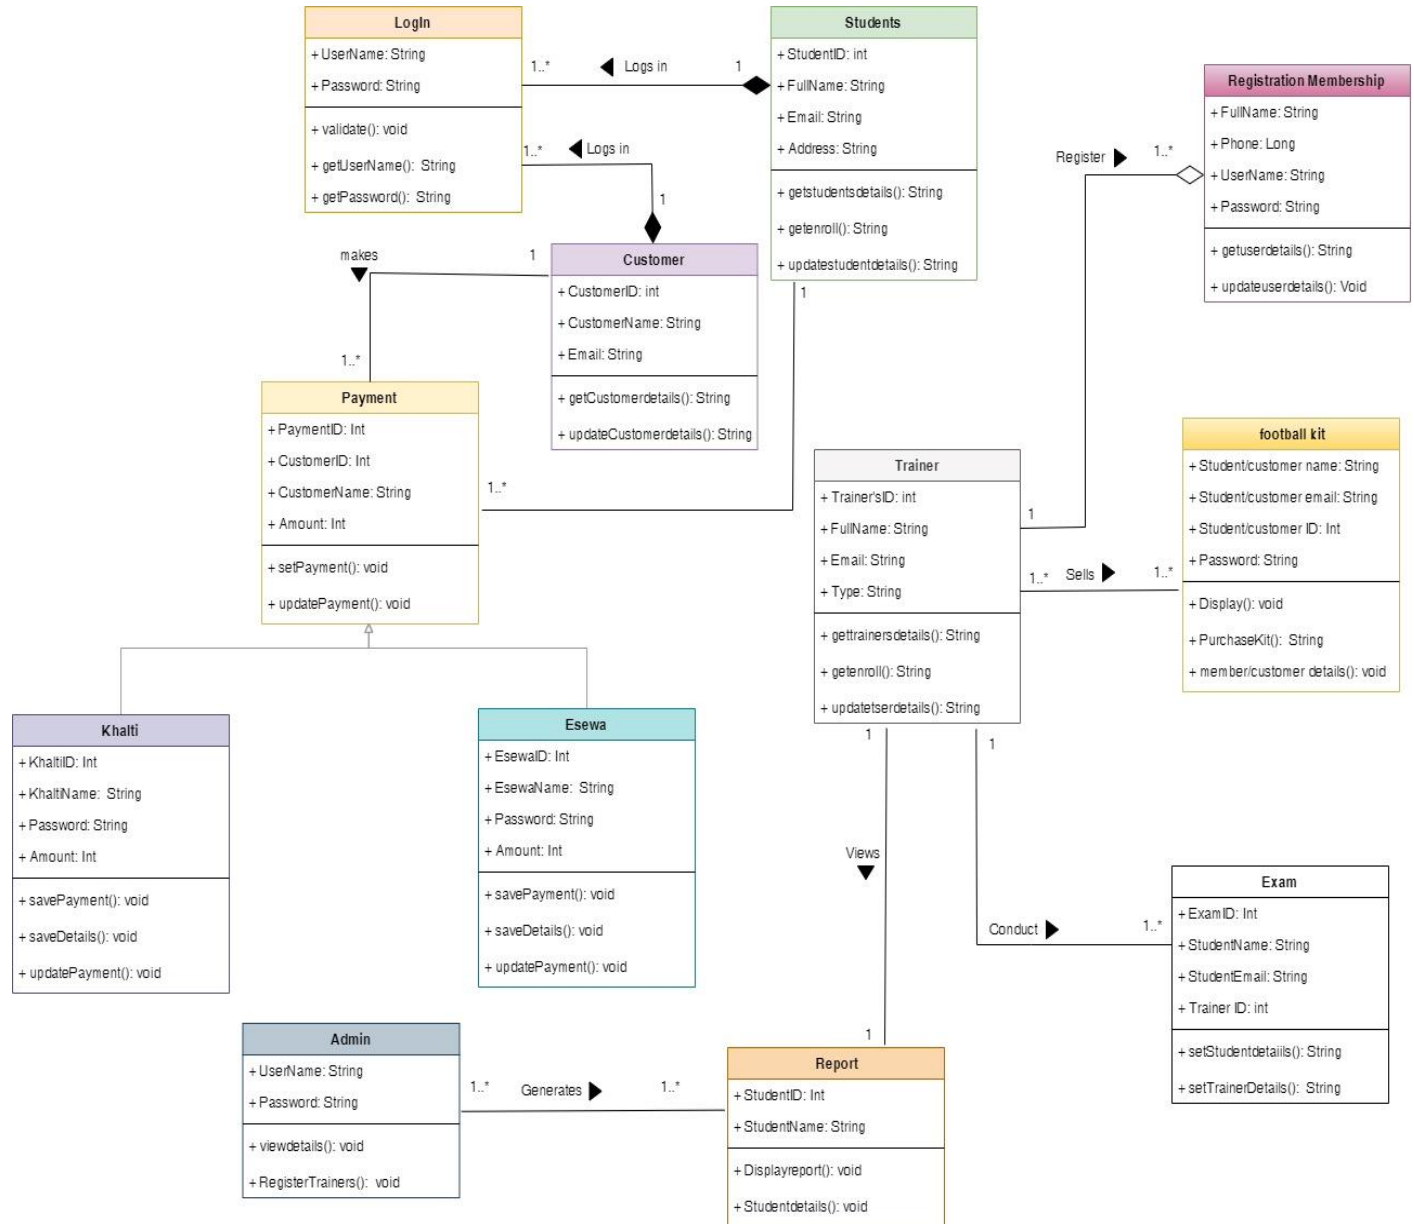 LogIn
+ UserName: String
+ Password: String
+ validate(): void
+ getUserName(): String
+ getPassword(): String
1..*
Logs in
1
1..*
Logs in
1
Students
+ StudentID: int
+ FullName: String
+ Email: String
+ Address: String
+ getstudentsdetails(): String
+ getenroll(): String
+ updatestudentdetails(): String
1
Registration Membership
+ FullName: String
+ Phone: Long
+ UserName: String
+ Password: String
+ getuserdetails(): String
+ updateuserdetails(): Void
Register
1..*
makes
1
1..*
Customer
+ CustomerID: int
+ CustomerName: String
+ Email: String
+ getCustomerdetails(): String
+ updateCustomerdetails(): String
Payment
+ PaymentID: Int
+ CustomerID: Int
+ CustomerName: String
+ Amount: Int
+ setPayment(): void
+ updatePayment(): void
1..*
Trainer
+ Trainer'sID: int
+ FullName: String
+ Email: String
+ Type: String
+ gettrainersdetails(): String
+ getenroll(): String
+ updatetserdetails(): String
1
1..*
Sells
1..*
football kit
+ Student/customer name: String
+ Student/customer email: String
+ Student/customer ID: Int
+ Password: String
+ Display(): void
+ PurchaseKit(): String
+ member/customer details(): void
Khalti
+ KhaltiID: Int
+ KhaltiName: String
+ Password: String
+ Amount: Int
+ savePayment(): void
+ saveDetails(): void
+ updatePayment(): void
Esewa
+ EsewaID: Int
+ EsewaName: String
+ Password: String
+ Amount: Int
+ savePayment(): void
+ saveDetails(): void
+ updatePayment(): void
1
1
Views
1
Conduct
1..*
Exam
+ ExamID: Int
+ StudentName: String
+ StudentEmail: String
+ Trainer ID: int
+ setStudentdetaiils(): String
+ setTrainerDetails(): String
Admin
+ UserName: String
+ Password: String
+ viewdetails(): void
+ RegisterTrainers(): void
1..*
Generates
1..*
Report
+ StudentID: Int
+ StudentName: String
+ Displayreport(): void
+ Studentdetails(): void